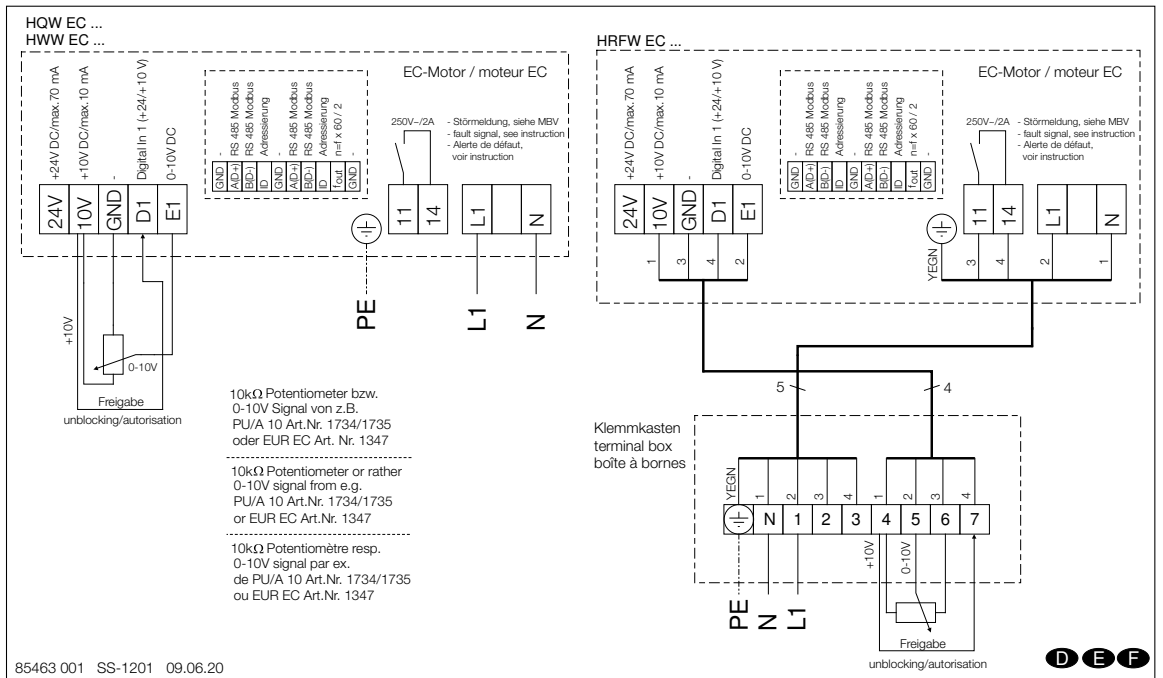 HQW EC ...
HWW EC ...
+24V DC/max.70 mA
+10V DC/max.10 mA
-
Digital In 1 (+24/+10 V)
0-10V DC
24V
10V
GND
D1
E1
-
RS 485 Modbus
RS 485 Modbus
Adressierung
-
RS 485 Modbus
RS 485 Modbus
Adressierung
n=f x 60 / 2
-
GND
A(D+)
B(D-)
ID
GND
A(D+)
B(D-)
ID
fout
GND
EC-Motor / moteur EC
250V~/2A
- Störmeldung, siehe MBV
- fault signal, see instruction
- Alerte de défaut,
voir instruction
11
14
L1
N
PE
L1
N
+10V
0-10V
Freigabe
unblocking/autorisation
10kΩ Potentiometer bzw.
0-10V Signal von z.B.
PU/A 10 Art.Nr. 1734/1735
oder EUR EC Art. Nr. 1347
10kΩ Potentiometer or rather
0-10V signal from e.g.
PU/A 10 Art.Nr. 1734/1735
or EUR EC Art.Nr. 1347
10kΩ Potentiomètre resp.
0-10V signal par ex.
de PU/A 10 Art.Nr. 1734/1735
ou EUR EC Art.Nr. 1347
85463 001 SS-1201 09.06.20
HRFW EC ...
+24V DC/max.70 mA
+10V DC/max.10 mA
-
Digital In 1 (+24/+10 V)
0-10V DC
24V
10V
GND
D1
E1
1
3
4
2
-
RS 485 Modbus
RS 485 Modbus
Adressierung
-
RS 485 Modbus
RS 485 Modbus
Adressierung
n=f x 60 / 2
-
GND
A(D+)
B(D-)
ID
GND
A(D+)
B(D-)
ID
fout
GND
EC-Motor / moteur EC
250V~/2A
- Störmeldung, siehe MBV
- fault signal, see instruction
- Alerte de défaut,
voir instruction
11
14
L1
N
YEGN
3
4
2
1
5
4
Klemmkasten
terminal box
boîte à bornes
YEGN
1
2
3
4
1
2
3
4
N
1
2
3
4
5
6
7
+10V
0-10V
PE
N
L1
Freigabe
unblocking/autorisation
D E F